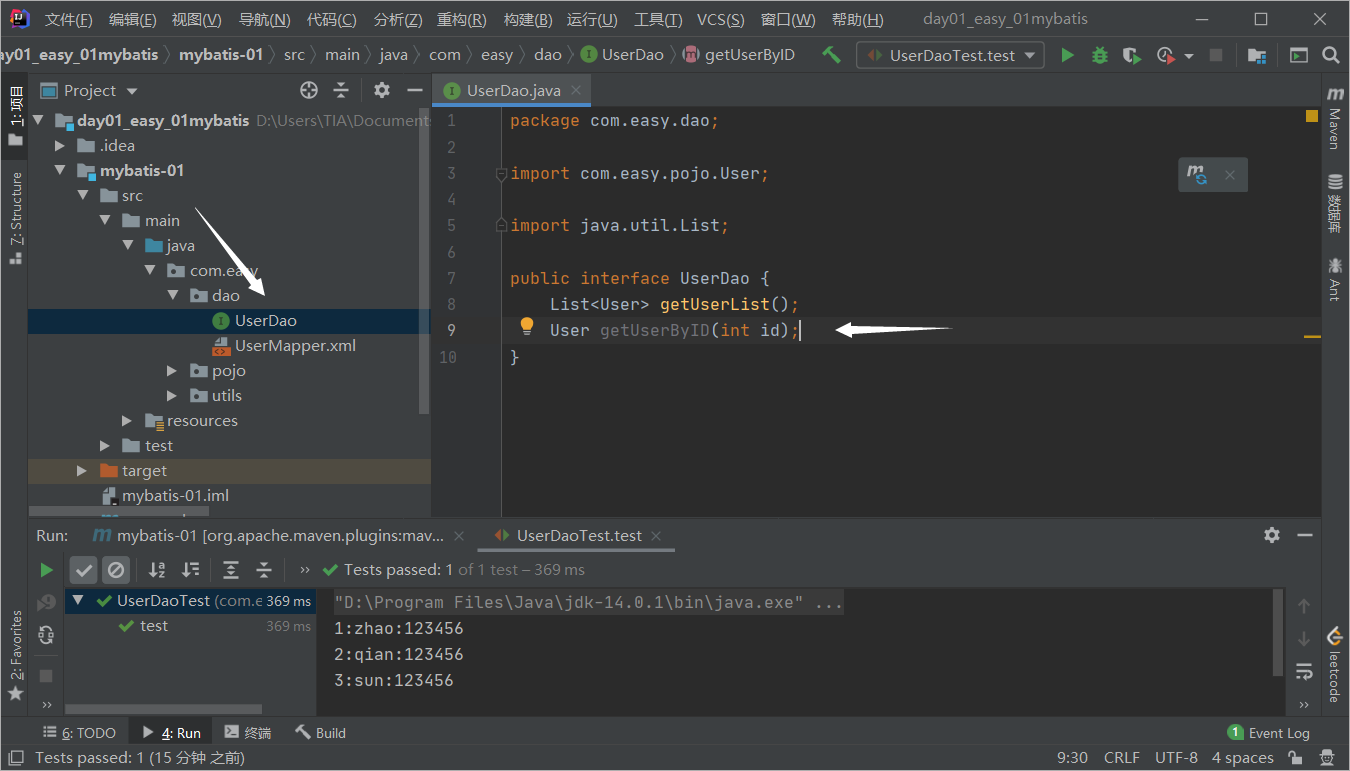 文件(F) 编辑(E) 视图(V) 导航(N) 代码(C) 分析(Z) 重构(R) 构建(B) 运行(U) 工具(T) VCS(S) 窗口(W) 帮助(H) day01_easy_01mybatis
ay01_easy_01mybatis mybatis-01 src main java com easy dao UserDao getUserByID UserDaoTest.test
1: 项目
7: Structure
2: Favorites
Project
day01_easy_01mybatis D:\Users\TIA\Document
.idea
mybatis-01
src
main
java
com.easy
dao
UserDao
UserMapper.xml
pojo
utils
resources
test
target
mybatis-01.iml
UserDao.java
1 package com.easy.dao;
2
3 import com.easy.pojo.User;
4
5 import java.util.List;
6
7 public interface UserDao {
8 List<User> getUserList();
9 User getUserByID(int id);
10 }
Maven
数据库
Ant
leetcode
Run: mybatis-01 [org.apache.maven.plugins:mav... UserDaoTest.test
Tests passed: 1 of 1 test – 369 ms
UserDaoTest (com.e 369 ms
test 369 ms
"D:\Program Files\Java\jdk-14.0.1\bin\java.exe" ...
1:zhao:123456
2:qian:123456
3:sun:123456
6: TODO 4: Run 终端 Build 1 Event Log
Tests passed: 1 (15 分钟 之前) 9:30 CRLF UTF-8 4 spaces